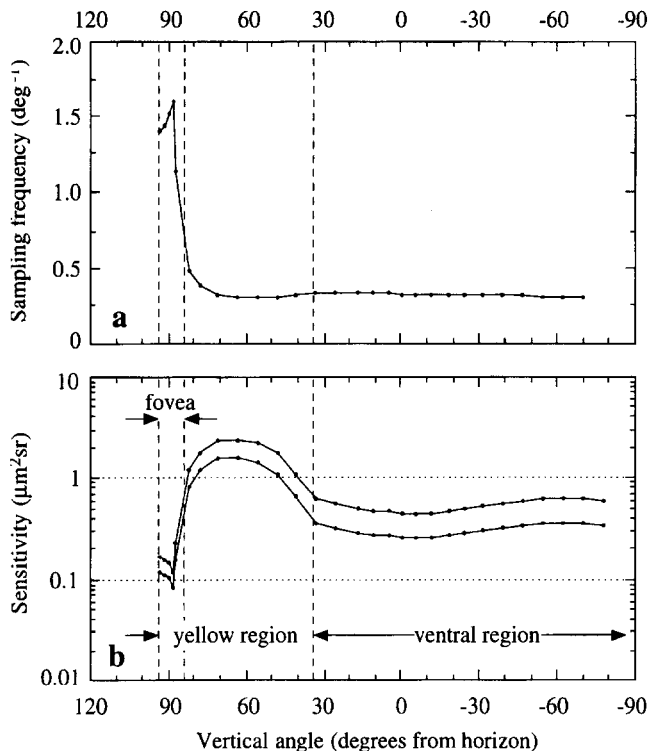 120 90 60 30 0 -30 -60 -90
2.0
1.5
1.0
0.5
0
Sampling frequency (deg⁻¹)
a
10
1
0.1
0.01
Sensitivity (µm²sr)
fovea
yellow region
ventral region
b
120 90 60 30 0 -30 -60 -90
Vertical angle (degrees from horizon)